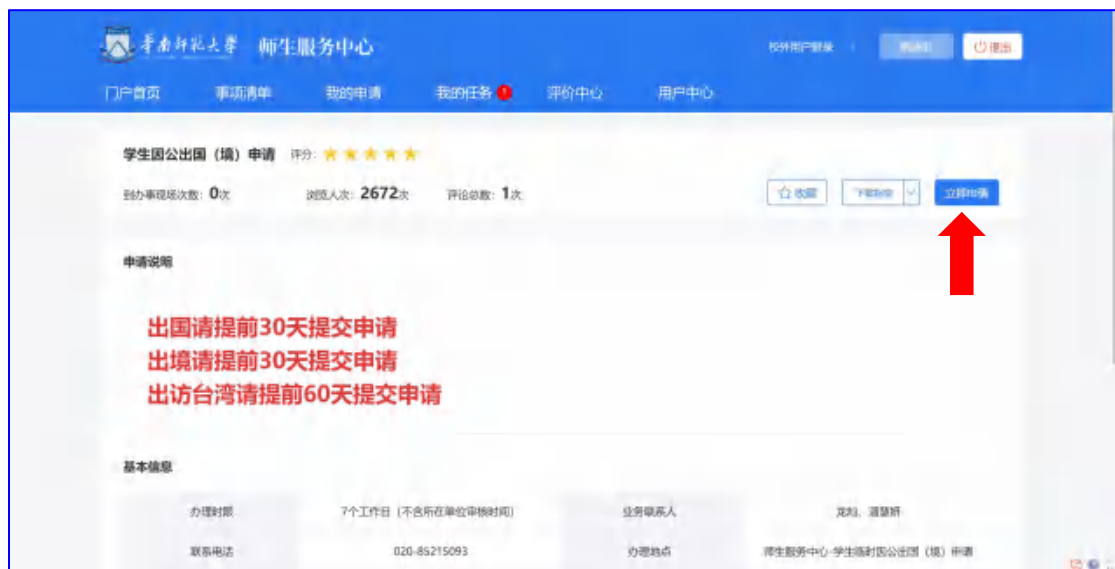 华南师范大学 师生服务中心
校外用户登录
退出
门户首页 事项清单 我的申请 我的任务 评价中心 用户中心
学生因公出国（境）申请 评分:
到办事现场次数: 0次 浏览人次: 2672次 评论总数: 1次
收藏 下载指南 立即申请
申请说明
出国请提前30天提交申请
出境请提前30天提交申请
出访台湾请提前60天提交申请
基本信息
办理时限 7个工作日（不含所在单位审核时间） 业务联系人
联系电话 020-85215093 办理地点 师生服务中心-学生临时因公出国（境）申请